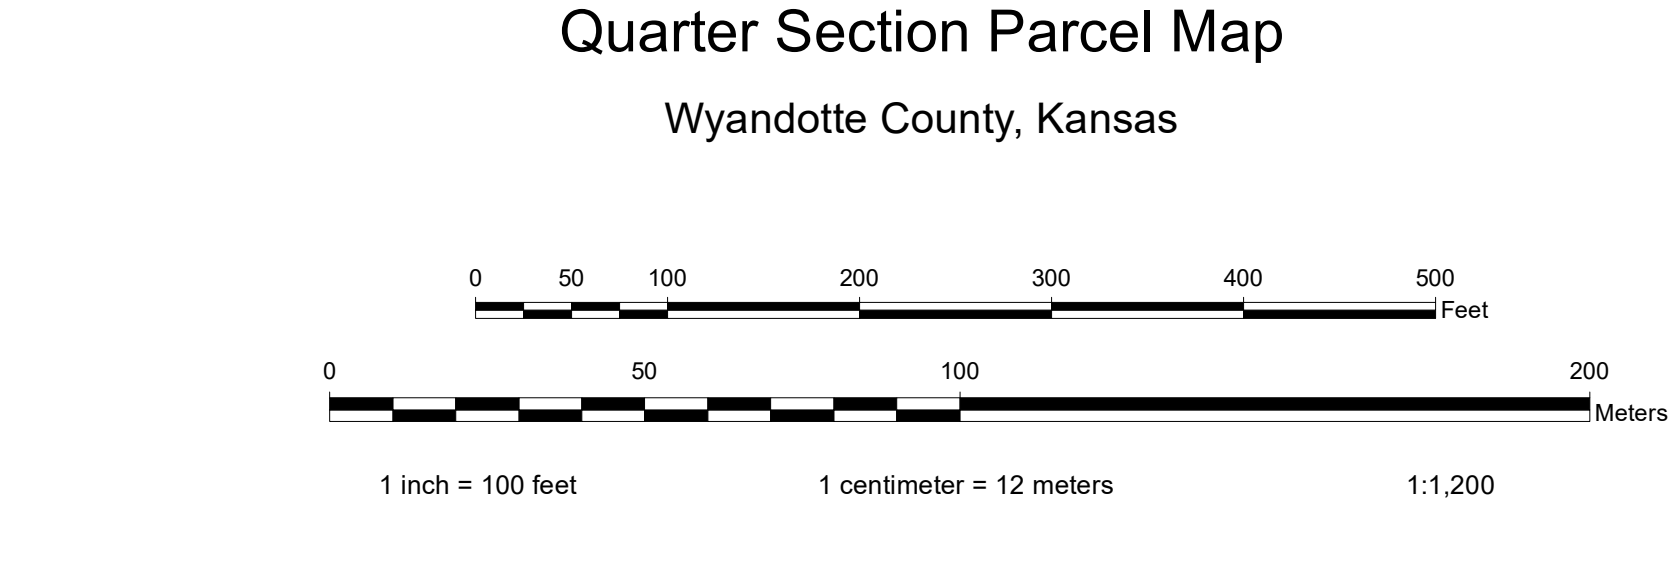 Quarter Section Parcel Map
Wyandotte County, Kansas
0 50 100 200 300 400 500
Feet
0 50 100 200
Meters
1 inch = 100 feet 1 centimeter = 12 meters 1:1,200